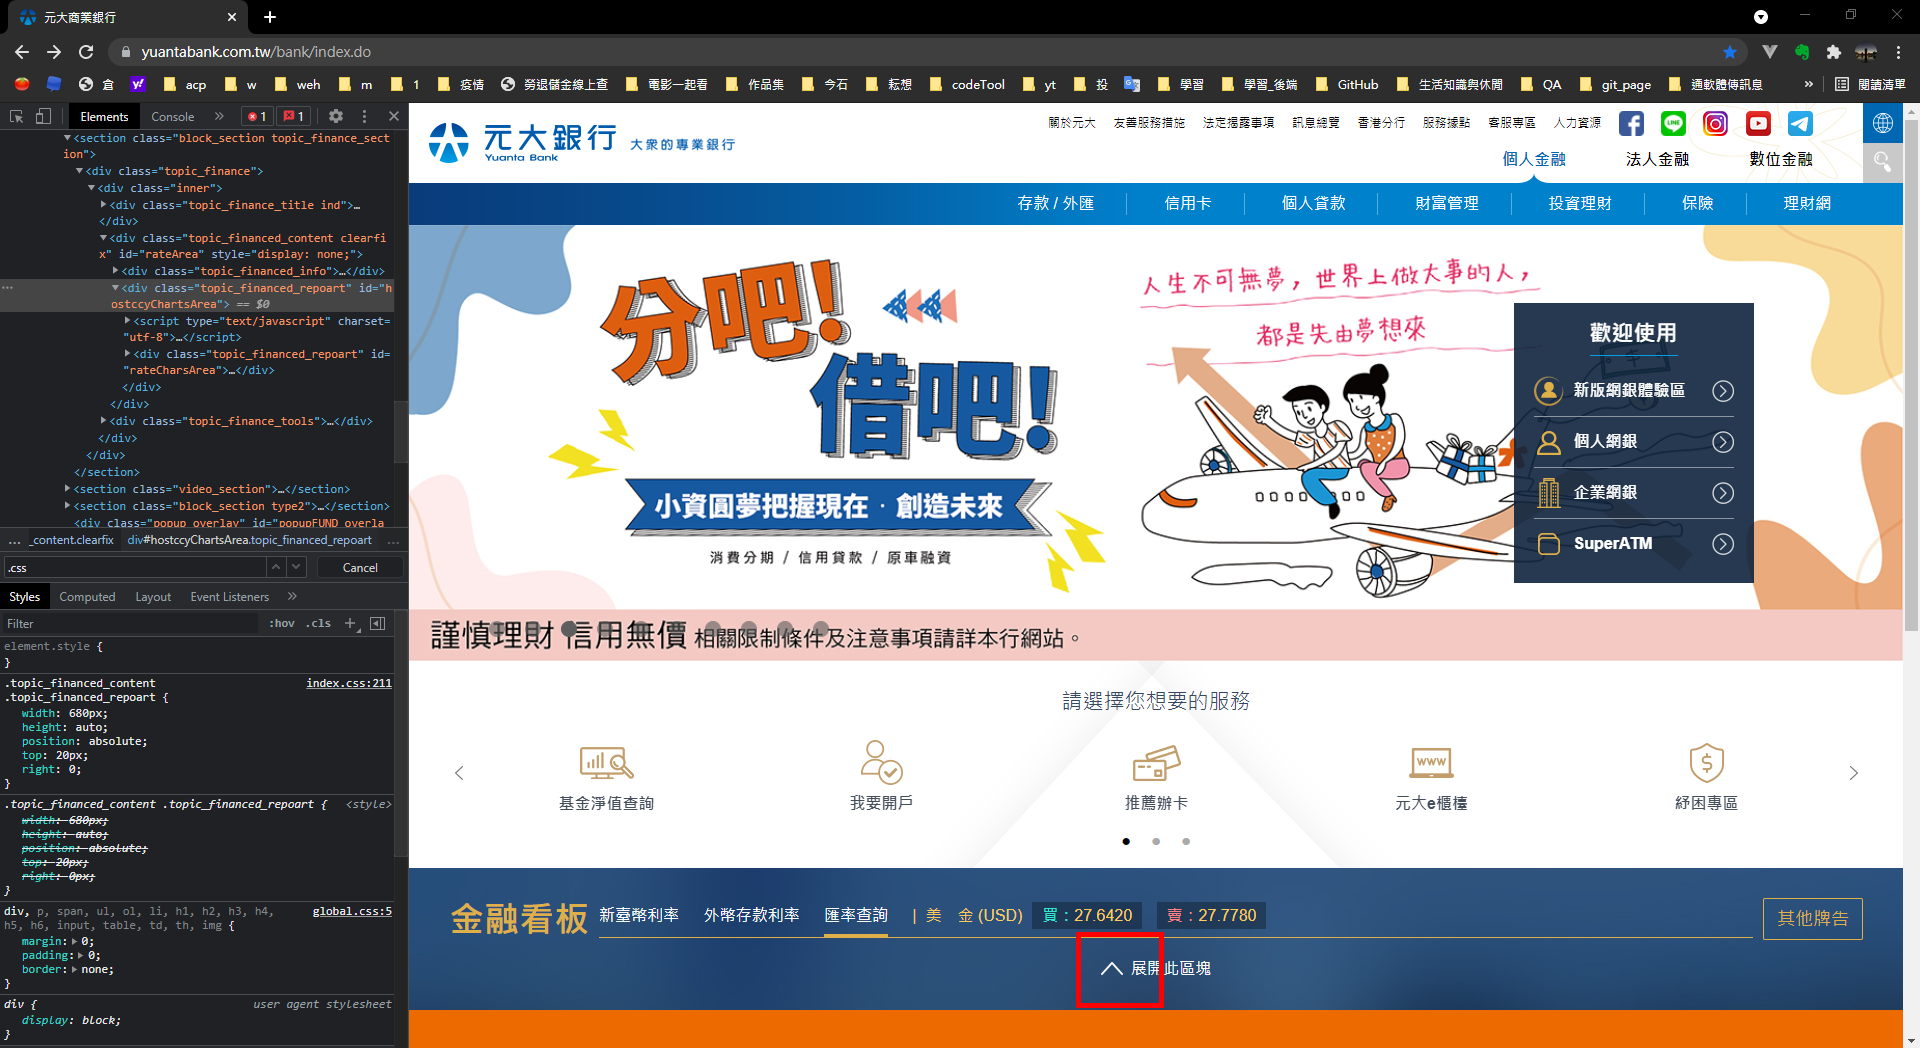 元大商業銀行
yuantabank.com.tw/bank/index.do
倉 acp w weh m 1 疫情 勞退儲金線上查 電影一起看 作品集 今石 耘想 codeTool yt 投 學習 學習_後端 GitHub 生活知識與休閒 QA git_page 通軟體傳訊息 » 閱讀清單
Elements Console » 1 1
<section class="block_section topic_finance_sect
ion">
<div class="topic_finance">
<div class="inner">
<div class="topic_finance_title ind">…
</div>
<div class="topic_financed_content clearfi
x" id="rateArea" style="display: none;">
<div class="topic_financed_info">…</div>
<div class="topic_financed_repoart" id="h
ostccyChartsArea"> == $0
<script type="text/javascript" charset=
"utf-8">…</script>
<div class="topic_financed_repoart" id=
"rateCharsArea">…</div>
</div>
</div>
<div class="topic_finance_tools">…</div>
</div>
</div>
</section>
<section class="video_section">…</section>
<section class="block_section type2">…</section>
<div class="popup_overlay" id="popupFUND_overla
… _content.clearfix div#hostccyChartsArea.topic_financed_repoart …
.css Cancel
Styles Computed Layout Event Listeners »
Filter :hov .cls +
element.style {
}
.topic_financed_content index.css:211
.topic_financed_repoart {
width: 680px;
height: auto;
position: absolute;
top: 20px;
right: 0;
}
.topic_financed_content .topic_financed_repoart { <style>
width: 680px;
height: auto;
position: absolute;
top: 20px;
right: 0px;
}
div, p, span, ul, ol, li, h1, h2, h3, h4, global.css:5
h5, h6, input, table, td, th, img {
margin: 0;
padding: 0;
border: none;
}
div { user agent stylesheet
display: block;
}
元大銀行 Yuanta Bank 大眾的專業銀行
關於元大 友善服務措施 法定揭露事項 訊息總覽 香港分行 服務據點 客服專區 人力資源 LINE
個人金融 法人金融 數位金融
存款 / 外匯 信用卡 個人貸款 財富管理 投資理財 保險 理財網
分吧!
借吧!
小資圓夢把握現在 · 創造未來
消費分期 / 信用貸款 / 原車融資
人生不可無夢，世界上做大事的人，
都是先由夢想來
歡迎使用
新版網銀體驗區
個人網銀
企業網銀
SuperATM
謹慎理財 信用無價 相關限制條件及注意事項請詳本行網站。
請選擇您想要的服務
WWW
基金淨值查詢 我要開戶 推薦辦卡 元大e櫃檯 紓困專區
金融看板 新臺幣利率 外幣存款利率 匯率查詢 | 美 金 (USD) 買：27.6420 賣：27.7780 其他牌告
展開此區塊